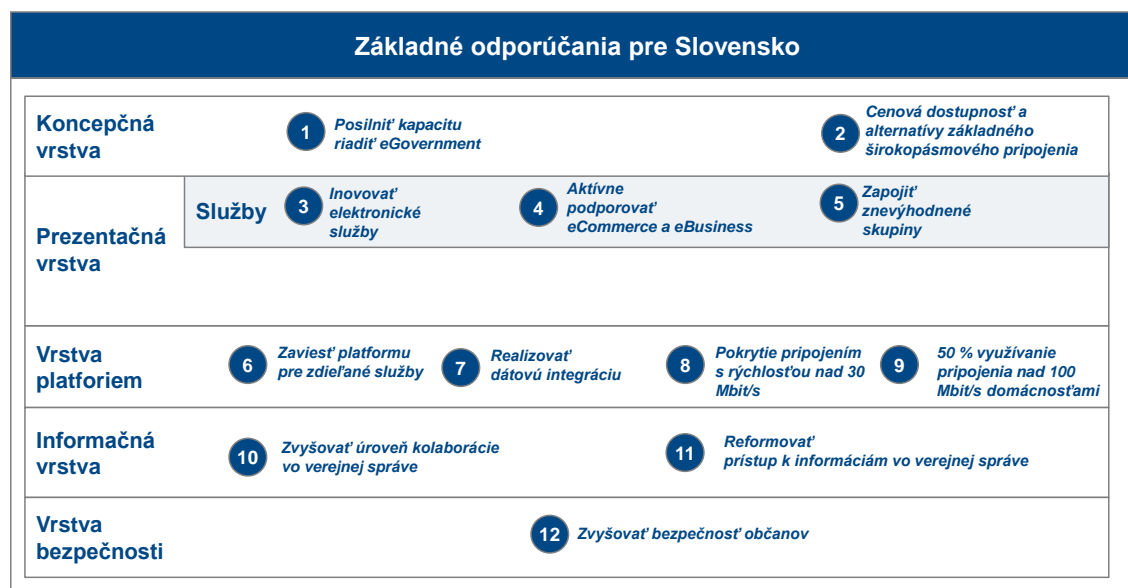 Základné odporúčania pre Slovensko
Koncepčná
vrstva
1
Posilniť kapacitu
riadiť eGovernment
2
Cenová dostupnosť a
alternatívy základného
širokopásmového pripojenia
Prezentačná
vrstva
Služby
3
Inovovať
elektronické
služby
4
Aktívne
podporovať
eCommerce a eBusiness
5
Zapojiť
znevýhodnené
skupiny
Vrstva
platforiem
6
Zaviesť platformu
pre zdieľané služby
7
Realizovať
dátovú integráciu
8
Pokrytie pripojením
s rýchlosťou nad 30
Mbit/s
9
50 % využívanie
pripojenia nad 100
Mbit/s domácnosťami
Informačná
vrstva
10
Zvyšovať úroveň kolaborácie
vo verejnej správe
11
Reformovať
prístup k informáciám vo verejnej správe
Vrstva
bezpečnosti
12
Zvyšovať bezpečnosť občanov